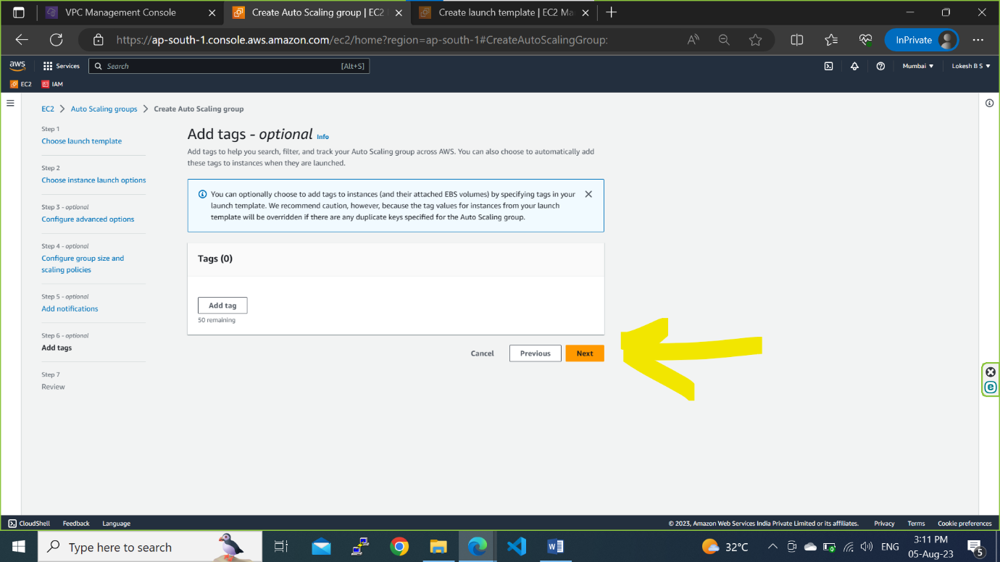 VPC Management Console
Create Auto Scaling group | EC2
Create launch template | EC2 Ma
https://ap-south-1.console.aws.amazon.com/ec2/home?region=ap-south-1#CreateAutoScalingGroup:
InPrivate
aws
Services
Search
[Alt+S]
Mumbai
Lokesh B S
EC2
IAM
EC2
Auto Scaling groups
Create Auto Scaling group
Step 1
Choose launch template
Step 2
Choose instance launch options
Step 3 - optional
Configure advanced options
Step 4 - optional
Configure group size and
scaling policies
Step 5 - optional
Add notifications
Step 6 - optional
Add tags
Step 7
Review
Add tags - optional Info
Add tags to help you search, filter, and track your Auto Scaling group across AWS. You can also choose to automatically add
these tags to instances when they are launched.
You can optionally choose to add tags to instances (and their attached EBS volumes) by specifying tags in your
launch template. We recommend caution, however, because the tag values for instances from your launch
template will be overridden if there are any duplicate keys specified for the Auto Scaling group.
Tags (0)
Add tag
50 remaining
Cancel
Previous
Next
CloudShell
Feedback
Language
© 2023, Amazon Web Services India Private Limited or its affiliates.
Privacy
Terms
Cookie preferences
Type here to search
32°C
ENG
3:11 PM
05-Aug-23
5